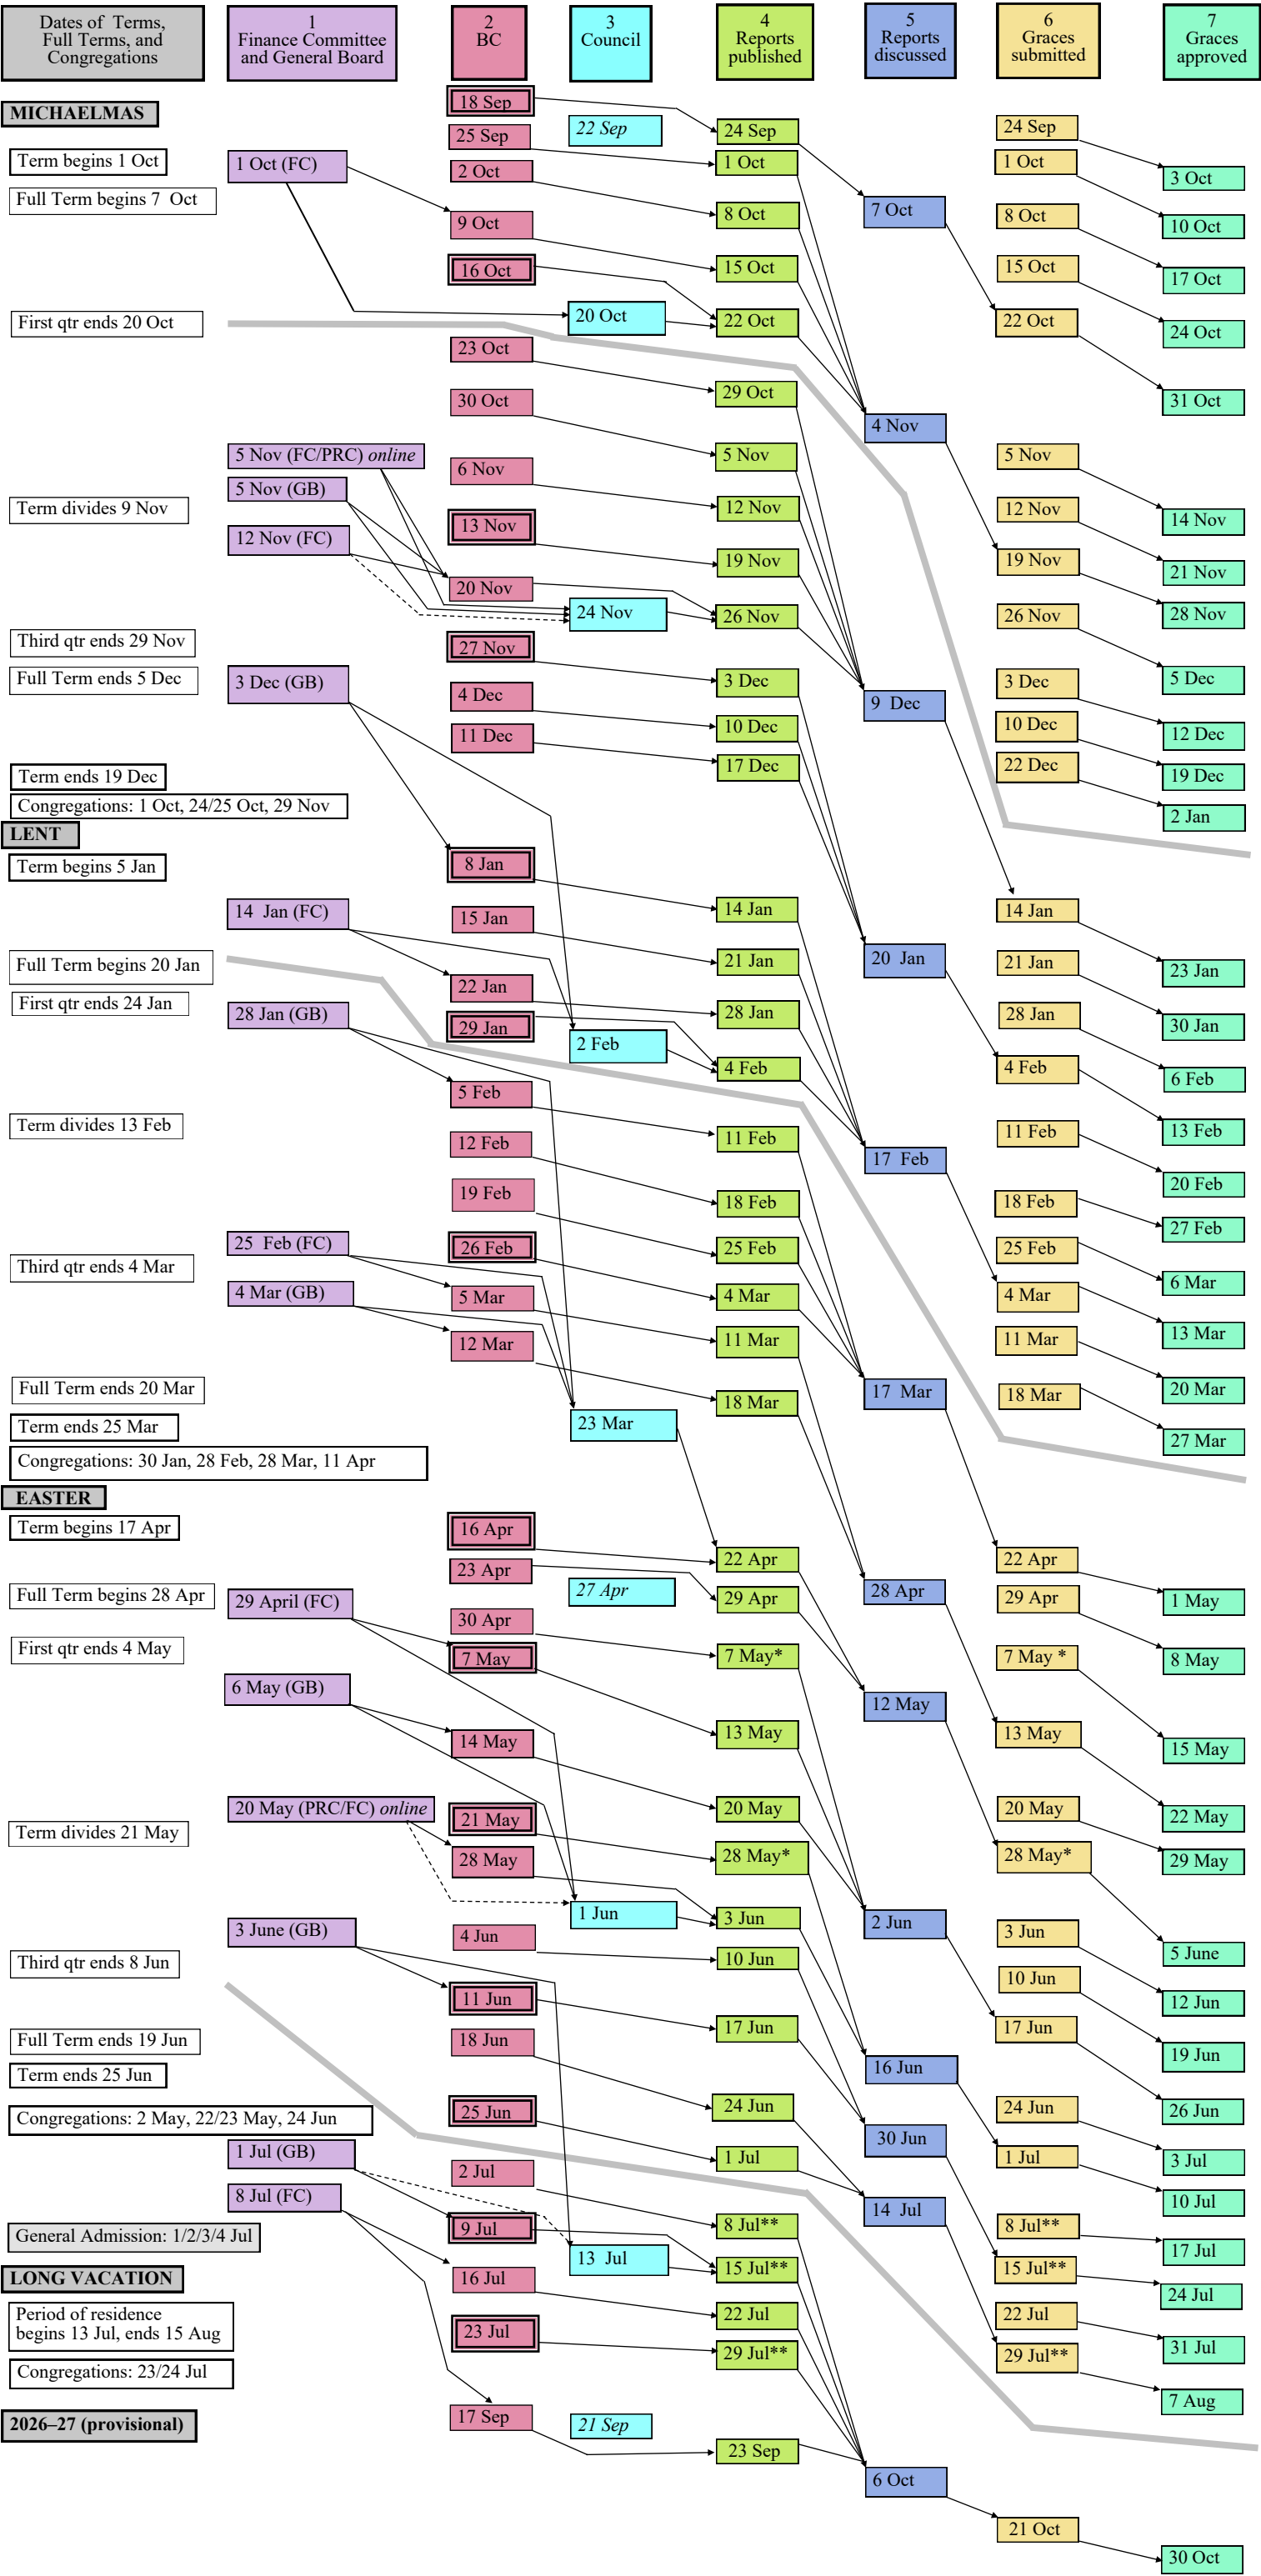 Dates of Terms,
Full Terms, and
Congregations
1
Finance Committee
and General Board
2
BC
3
Council
4
Reports
published
5
Reports
discussed
6
Graces
submitted
7
Graces
approved
18 Sep
MICHAELMAS
22 Sep
24 Sep
24 Sep
25 Sep
Term begins 1 Oct
1 Oct (FC)
2 Oct
1 Oct
1 Oct
3 Oct
Full Term begins 7 Oct
9 Oct
8 Oct
7 Oct
8 Oct
10 Oct
16 Oct
15 Oct
15 Oct
17 Oct
First qtr ends 20 Oct
20 Oct
22 Oct
22 Oct
24 Oct
23 Oct
29 Oct
30 Oct
31 Oct
4 Nov
5 Nov (FC/PRC) online
6 Nov
5 Nov
5 Nov
5 Nov (GB)
Term divides 9 Nov
13 Nov
12 Nov
12 Nov
14 Nov
12 Nov (FC)
20 Nov
19 Nov
19 Nov
21 Nov
24 Nov
26 Nov
26 Nov
28 Nov
Third qtr ends 29 Nov
27 Nov
Full Term ends 5 Dec
3 Dec (GB)
4 Dec
3 Dec
9 Dec
3 Dec
5 Dec
11 Dec
10 Dec
10 Dec
12 Dec
Term ends 19 Dec
17 Dec
22 Dec
19 Dec
Congregations: 1 Oct, 24/25 Oct, 29 Nov
2 Jan
LENT
Term begins 5 Jan
8 Jan
14 Jan (FC)
15 Jan
14 Jan
14 Jan
Full Term begins 20 Jan
21 Jan
20 Jan
21 Jan
23 Jan
First qtr ends 24 Jan
22 Jan
28 Jan (GB)
29 Jan
28 Jan
28 Jan
30 Jan
2 Feb
4 Feb
4 Feb
6 Feb
5 Feb
Term divides 13 Feb
12 Feb
11 Feb
17 Feb
11 Feb
13 Feb
19 Feb
18 Feb
18 Feb
20 Feb
25 Feb (FC)
26 Feb
25 Feb
25 Feb
27 Feb
Third qtr ends 4 Mar
4 Mar (GB)
5 Mar
4 Mar
4 Mar
6 Mar
12 Mar
11 Mar
11 Mar
13 Mar
Full Term ends 20 Mar
18 Mar
17 Mar
18 Mar
20 Mar
Term ends 25 Mar
23 Mar
27 Mar
Congregations: 30 Jan, 28 Feb, 28 Mar, 11 Apr
EASTER
Term begins 17 Apr
16 Apr
22 Apr
22 Apr
23 Apr
Full Term begins 28 Apr
29 April (FC)
27 Apr
29 Apr
28 Apr
29 Apr
1 May
30 Apr
First qtr ends 4 May
7 May
7 May*
7 May *
8 May
6 May (GB)
12 May
14 May
13 May
13 May
15 May
20 May (PRC/FC) online
21 May
20 May
20 May
22 May
Term divides 21 May
28 May
28 May*
28 May*
29 May
1 Jun
3 Jun
2 Jun
3 June (GB)
4 Jun
3 Jun
5 June
Third qtr ends 8 Jun
10 Jun
10 Jun
11 Jun
12 Jun
Full Term ends 19 Jun
18 Jun
17 Jun
17 Jun
19 Jun
Term ends 25 Jun
16 Jun
Congregations: 2 May, 22/23 May, 24 Jun
25 Jun
24 Jun
24 Jun
26 Jun
1 Jul (GB)
2 Jul
1 Jul
30 Jun
1 Jul
3 Jul
8 Jul (FC)
14 Jul
10 Jul
General Admission: 1/2/3/4 Jul
9 Jul
8 Jul**
8 Jul**
17 Jul
13 Jul
15 Jul**
15 Jul**
LONG VACATION
16 Jul
24 Jul
Period of residence
begins 13 Jul, ends 15 Aug
23 Jul
22 Jul
22 Jul
31 Jul
Congregations: 23/24 Jul
29 Jul**
29 Jul**
7 Aug
2026–27 (provisional)
17 Sep
21 Sep
23 Sep
6 Oct
21 Oct
30 Oct